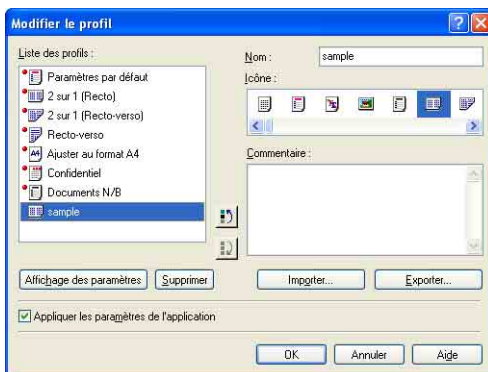 Modifier le profil
Liste des profils :
Paramètres par défaut
2 sur 1 (Recto)
2 sur 1 (Recto-verso)
Recto-verso
A4 Ajuster au format A4
Confidentiel
Documents N/B
sample
Nom :
sample
Icône :
Commentaire :
Affichage des paramètres
Supprimer
Importer...
Exporter...
Appliquer les paramètres de l'application
OK
Annuler
Aide